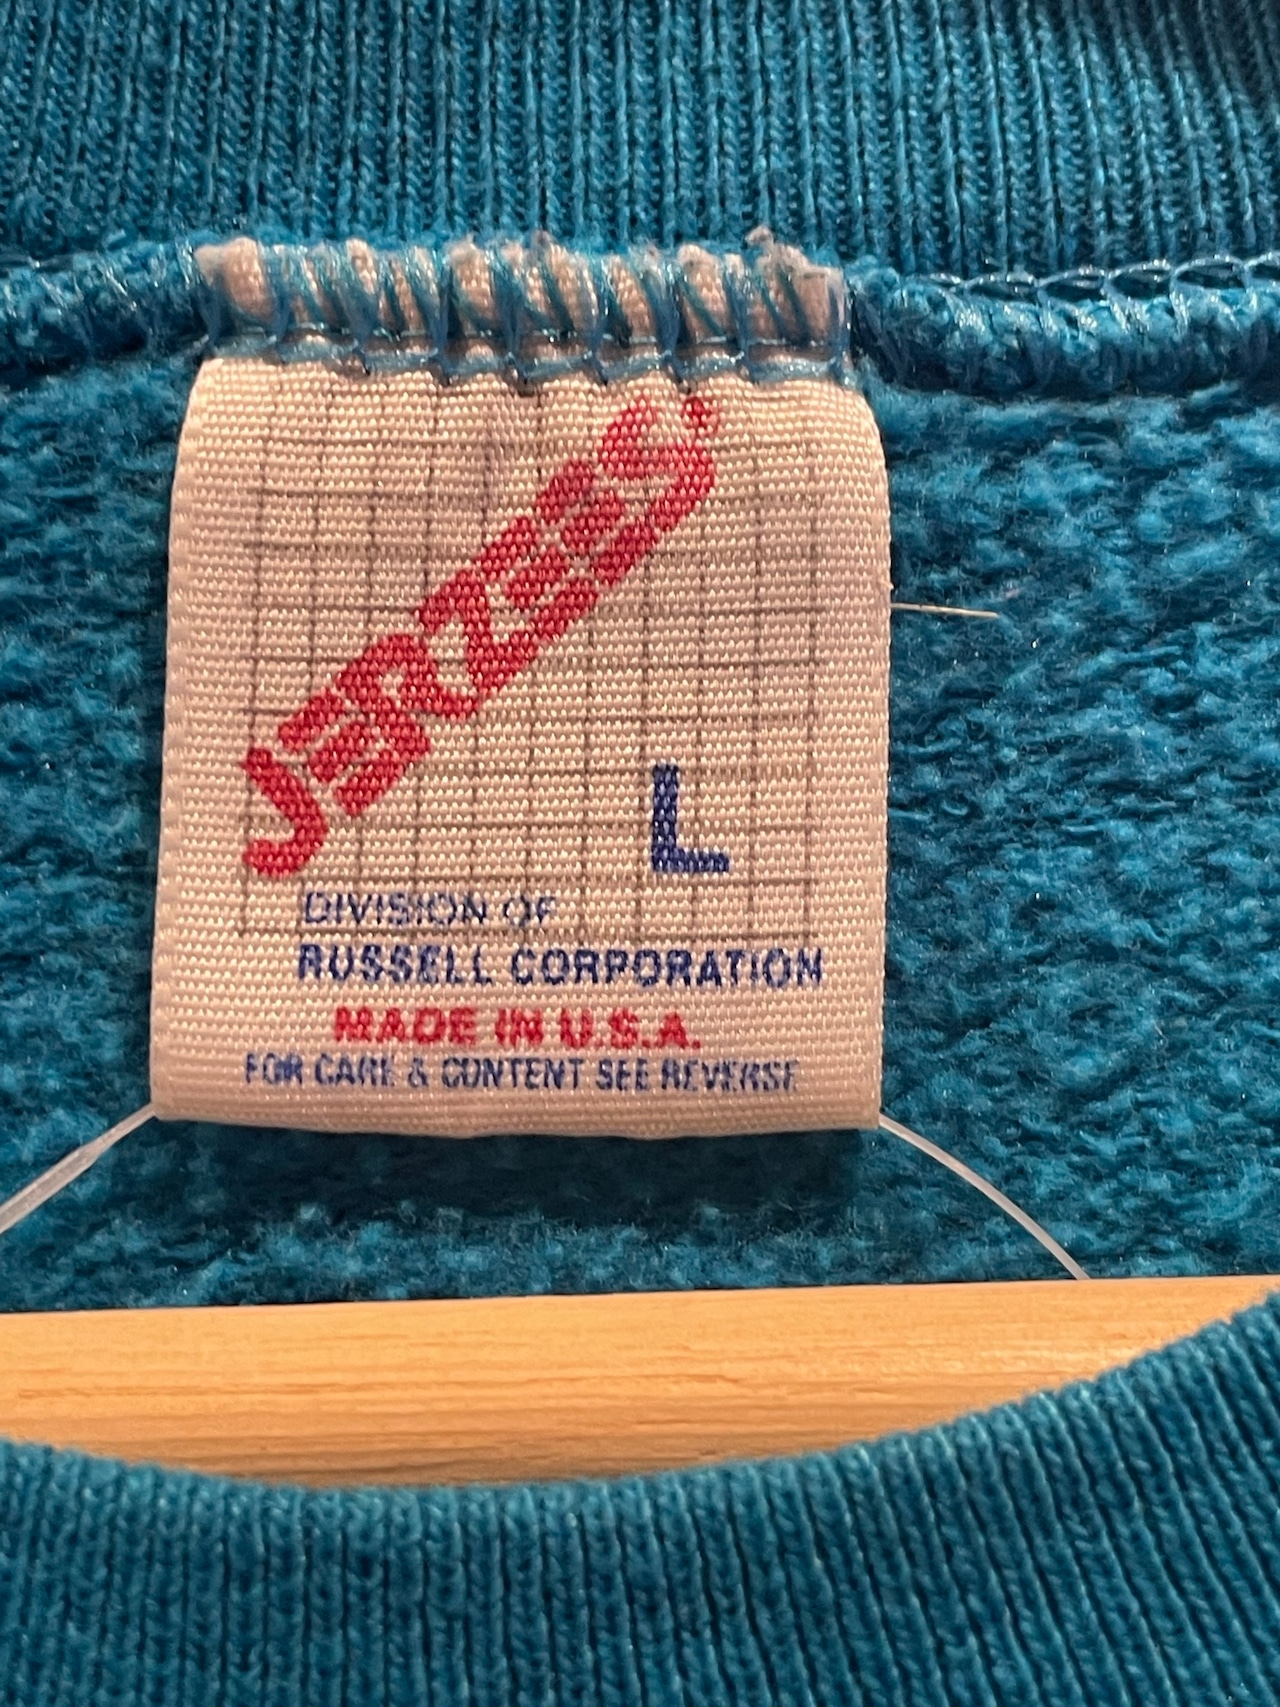 JERZEES
L
DIVISION OF
RUSSELL CORPORATION
MADE IN U.S.A.
FOR CARE & CONTENT SEE REVERSE